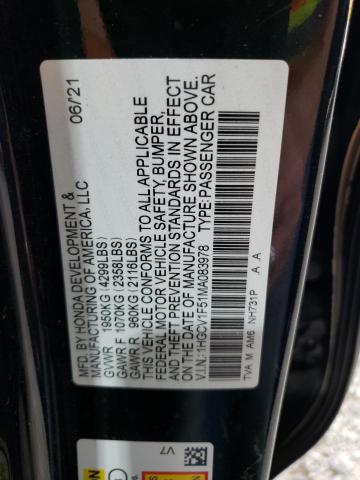 MFD. BY HONDA DEVELOPMENT & 06/21
MANUFACTURING OF AMERICA, LLC
GVWR 1950KG (4299LBS)
GAWR F 1070KG (2358LBS)
GAWR R 960KG (2116LBS)
THIS VEHICLE CONFORMS TO ALL APPLICABLE
FEDERAL MOTOR VEHICLE SAFETY, BUMPER,
AND THEFT PREVENTION STANDARDS IN EFFECT
ON THE DATE OF MANUFACTURE SHOWN ABOVE.
V.I.N.:1HGCV1F51MA083978 TYPE: PASSENGER CAR
TVA M AM6 NH731P A A
V7